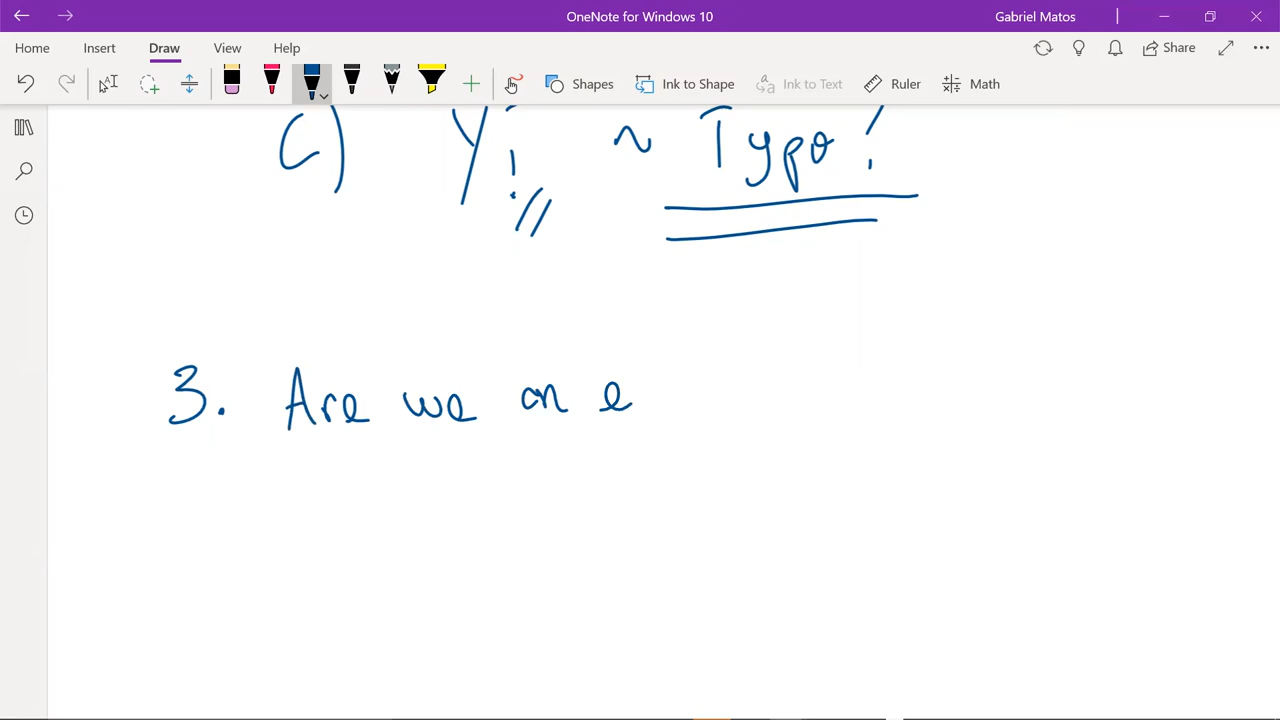 OneNote for Windows 10
Gabriel Matos
Home Insert Draw View Help
Share
Shapes Ink to Shape Ink to Text Ruler Math
C) Y! ~ Typo!
3. Are we on e